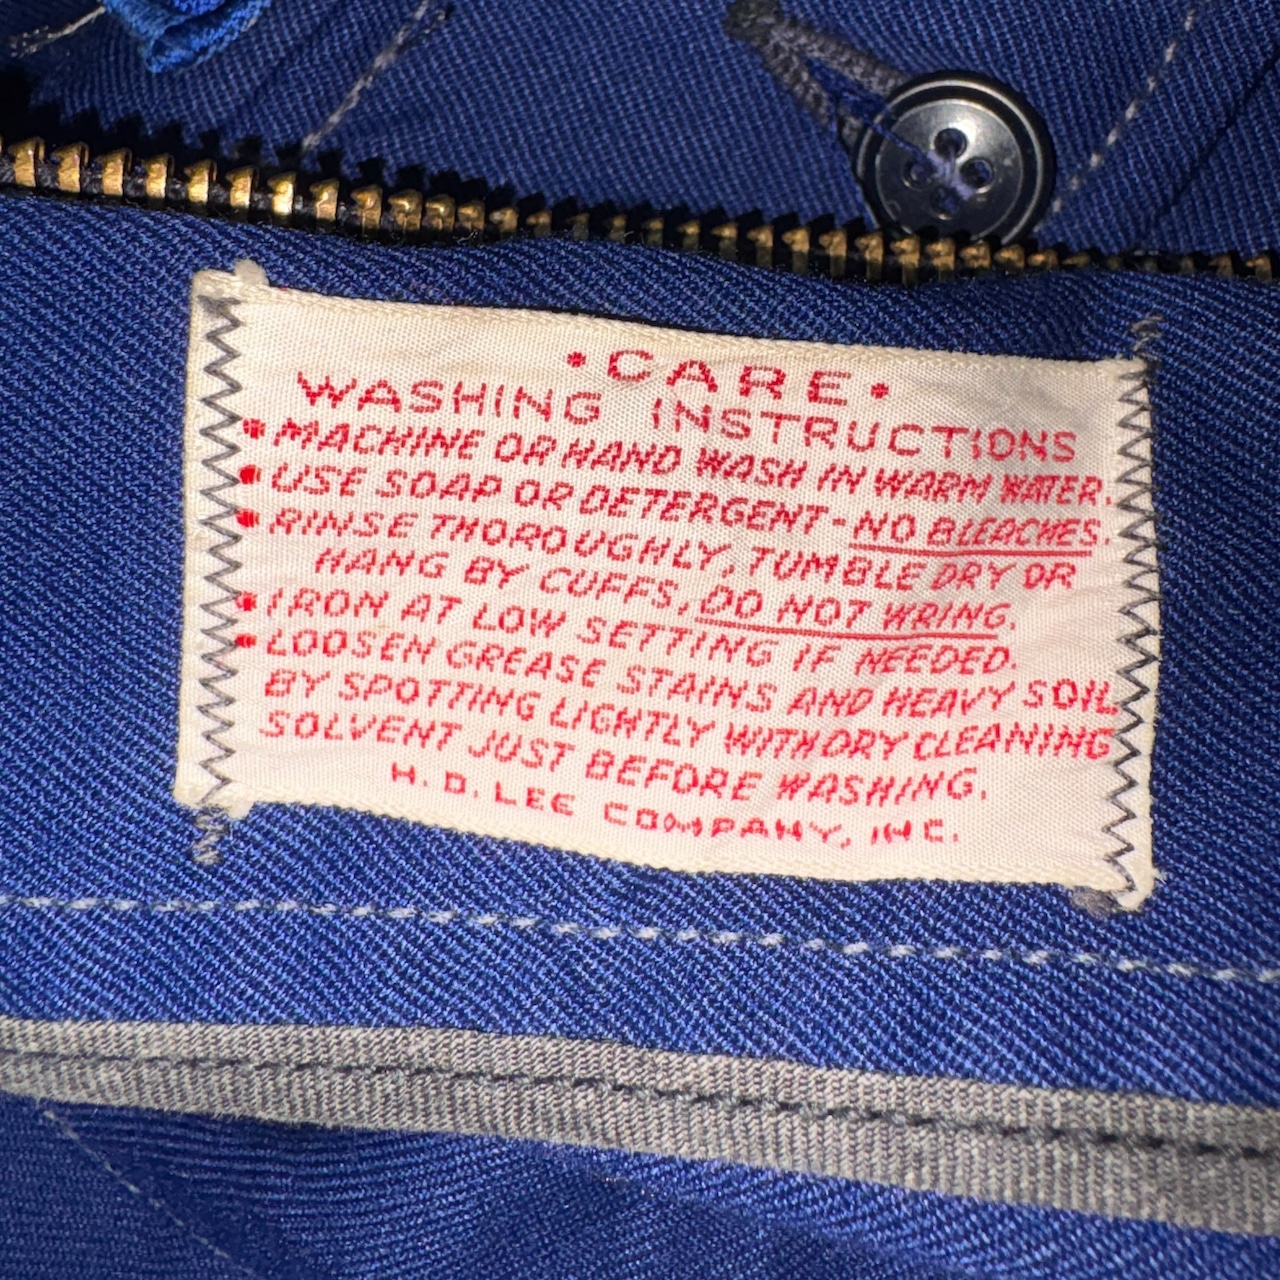 •CARE•
WASHING INSTRUCTIONS
• MACHINE OR HAND WASH IN WARM WATER.
• USE SOAP OR DETERGENT-NO BLEACHES.
• RINSE THOROUGHLY, TUMBLE DRY OR
HANG BY CUFFS, DO NOT WRING.
• IRON AT LOW SETTING IF NEEDED.
• LOOSEN GREASE STAINS AND HEAVY SOIL
BY SPOTTING LIGHTLY WITH DRY CLEANING
SOLVENT JUST BEFORE WASHING.
H. D. LEE COMPANY, INC.